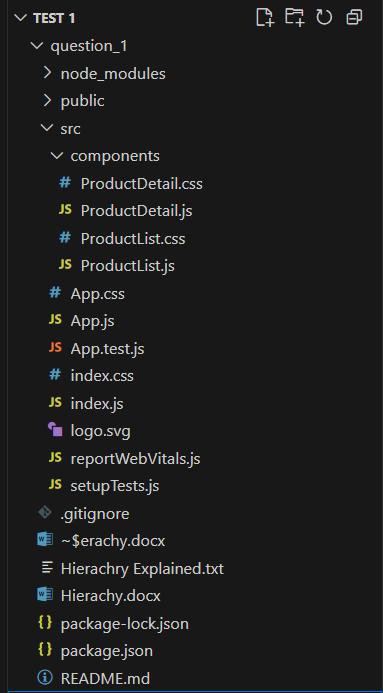 TEST 1
question_1
node_modules
public
src
components
# ProductDetail.css
JS ProductDetail.js
# ProductList.css
JS ProductList.js
# App.css
JS App.js
JS App.test.js
# index.css
JS index.js
logo.svg
JS reportWebVitals.js
JS setupTests.js
.gitignore
~$erachy.docx
Hierachry Explained.txt
Hierachy.docx
{} package-lock.json
{} package.json
README.md